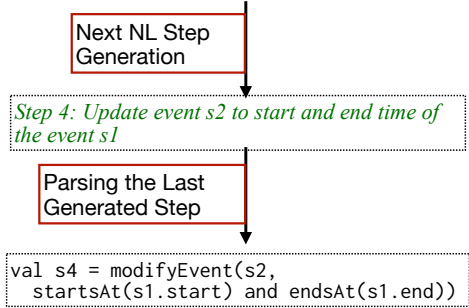 Next NL Step
Generation
Step 4: Update event s2 to start and end time of
the event s1
Parsing the Last
Generated Step
val s4 = modifyEvent(s2,
startsAt(s1.start) and endsAt(s1.end))